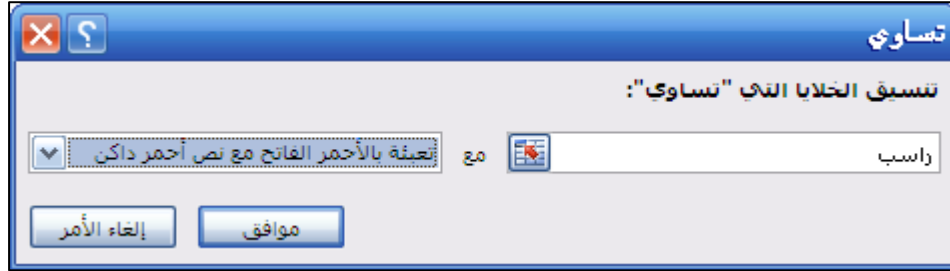 تساوي
تنسيق الخلايا التي "تساوي":
راسب مع تعبئة بالأحمر الفاتح مع نص أحمر داكن
موافق إلغاء الأمر